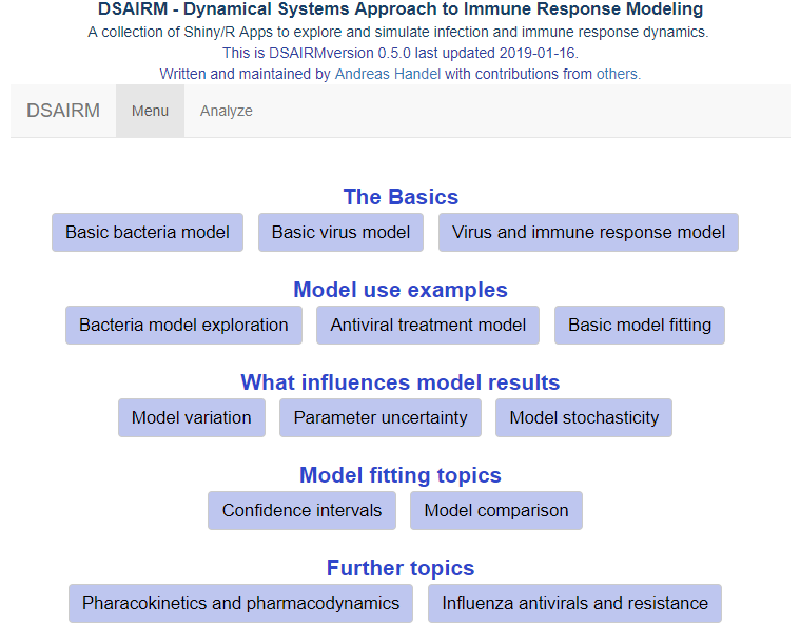 DSAIRM - Dynamical Systems Approach to Immune Response Modeling
A collection of Shiny/R Apps to explore and simulate infection and immune response dynamics.
This is DSAIRMversion 0.5.0 last updated 2019-01-16.
Written and maintained by Andreas Handel with contributions from others.
DSAIRM Menu Analyze
The Basics
Basic bacteria model Basic virus model Virus and immune response model
Model use examples
Bacteria model exploration Antiviral treatment model Basic model fitting
What influences model results
Model variation Parameter uncertainty Model stochasticity
Model fitting topics
Confidence intervals Model comparison
Further topics
Pharacokinetics and pharmacodynamics Influenza antivirals and resistance